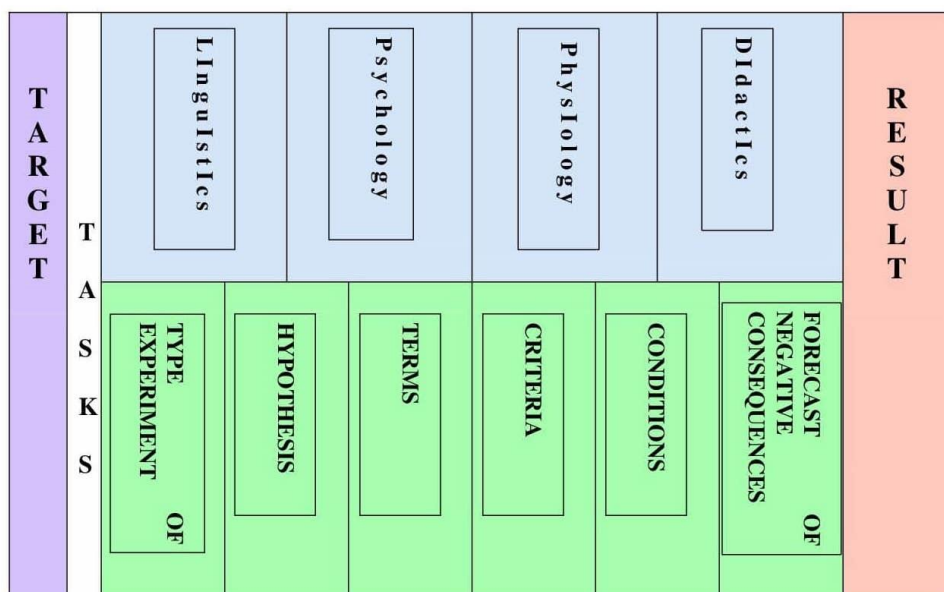 TARGET
TASKS
LInguIstIcs
Psychology
PhysIology
DIdactIcs
TYPE OF
EXPERIMENT
HYPOTHESIS
TERMS
CRITERIA
CONDITIONS
FORECAST OF
NEGATIVE
CONSEQUENCES
RESULT